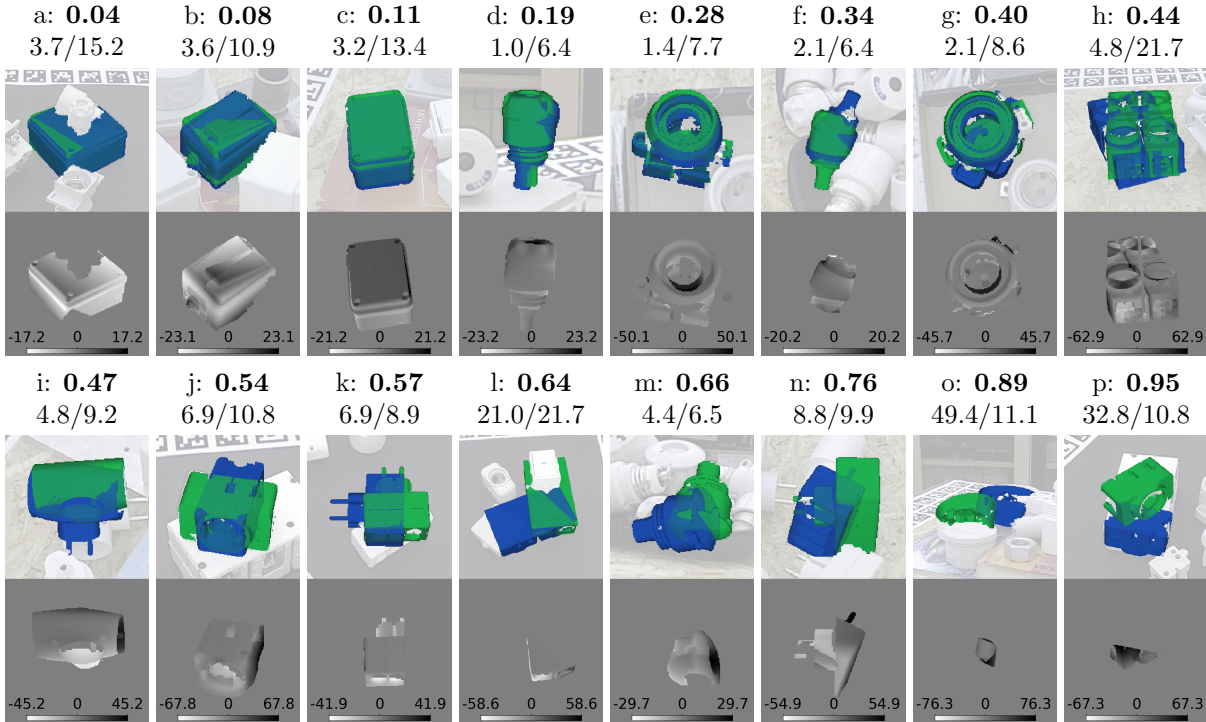 a: 0.04 b: 0.08 c: 0.11 d: 0.19 e: 0.28 f: 0.34 g: 0.40 h: 0.44
3.7/15.2 3.6/10.9 3.2/13.4 1.0/6.4 1.4/7.7 2.1/6.4 2.1/8.6 4.8/21.7
-17.2 0 17.2 -23.1 0 23.1 -21.2 0 21.2 -23.2 0 23.2 -50.1 0 50.1 -20.2 0 20.2 -45.7 0 45.7 -62.9 0 62.9
i: 0.47 j: 0.54 k: 0.57 l: 0.64 m: 0.66 n: 0.76 o: 0.89 p: 0.95
4.8/9.2 6.9/10.8 6.9/8.9 21.0/21.7 4.4/6.5 8.8/9.9 49.4/11.1 32.8/10.8
-45.2 0 45.2 -67.8 0 67.8 -41.9 0 41.9 -58.6 0 58.6 -29.7 0 29.7 -54.9 0 54.9 -76.3 0 76.3 -67.3 0 67.3